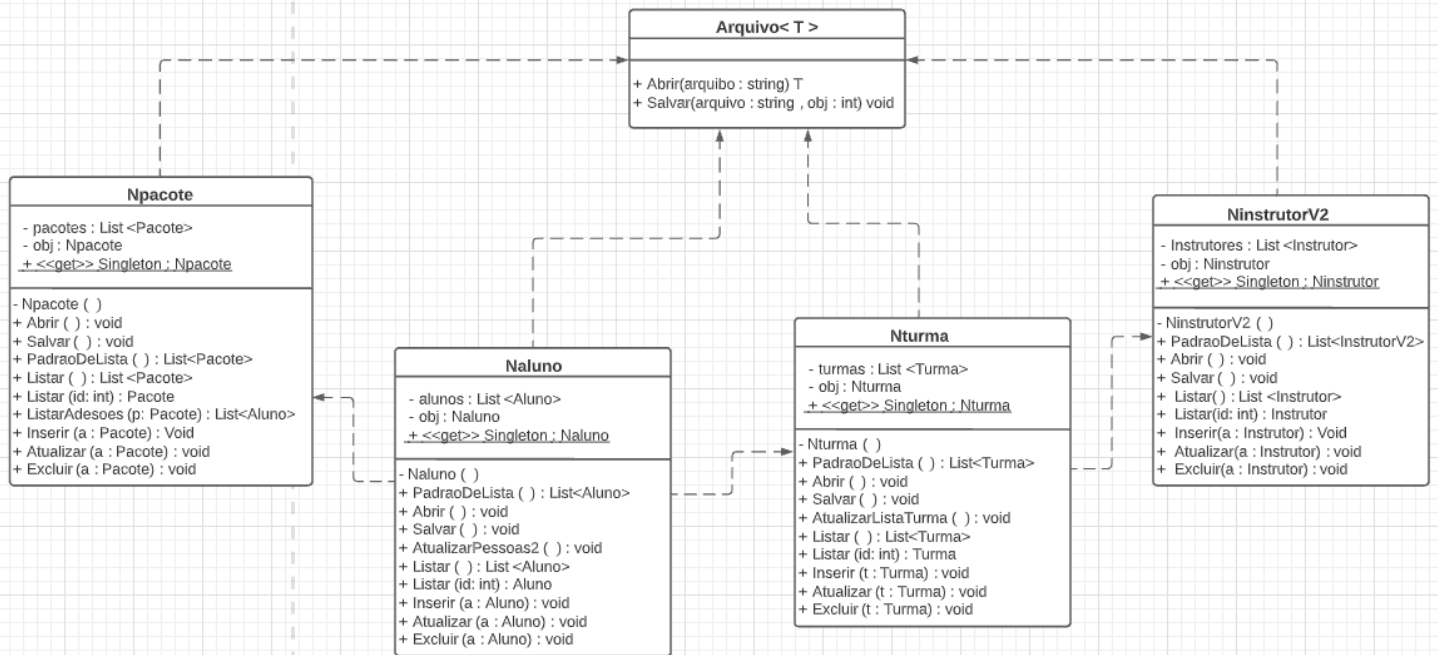 Arquivo< T >
+ Abrir(arquibo : string) T
+ Salvar(arquivo : string , obj : int) void
Npacote
- pacotes : List <Pacote>
- obj : Npacote
+ <<get>> Singleton : Npacote
- Npacote ( )
+ Abrir ( ) : void
+ Salvar ( ) : void
+ PadraoDeLista ( ) : List<Pacote>
+ Listar ( ) : List <Pacote>
+ Listar (id: int) : Pacote
+ ListarAdesoes (p: Pacote) : List<Aluno>
+ Inserir (a : Pacote) : Void
+ Atualizar (a : Pacote) : void
+ Excluir (a : Pacote) : void
Naluno
- alunos : List <Aluno>
- obj : Naluno
+ <<get>> Singleton : Naluno
- Naluno ( )
+ PadraoDeLista ( ) : List<Aluno>
+ Abrir ( ) : void
+ Salvar ( ) : void
+ AtualizarPessoas2 ( ) : void
+ Listar ( ) : List <Aluno>
+ Listar (id: int) : Aluno
+ Inserir (a : Aluno) : void
+ Atualizar (a : Aluno) : void
+ Excluir (a : Aluno) : void
Nturma
- turmas : List <Turma>
- obj : Nturma
+ <<get>> Singleton : Nturma
- Nturma ( )
+ PadraoDeLista ( ) : List<Turma>
+ Abrir ( ) : void
+ Salvar ( ) : void
+ AtualizarListaTurma ( ) : void
+ Listar ( ) : List<Turma>
+ Listar (id: int) : Turma
+ Inserir (t : Turma) : void
+ Atualizar (t : Turma) : void
+ Excluir (t : Turma) : void
NinstrutorV2
- Instrutores : List <Instrutor>
- obj : Ninstrutor
+ <<get>> Singleton : Ninstrutor
- NinstrutorV2 ( )
+ PadraoDeLista ( ) : List<InstrutorV2>
+ Abrir ( ) : void
+ Salvar ( ) : void
+ Listar( ) : List <Instrutor>
+ Listar(id: int) : Instrutor
+ Inserir(a : Instrutor) : Void
+ Atualizar(a : Instrutor) : void
+ Excluir(a : Instrutor) : void